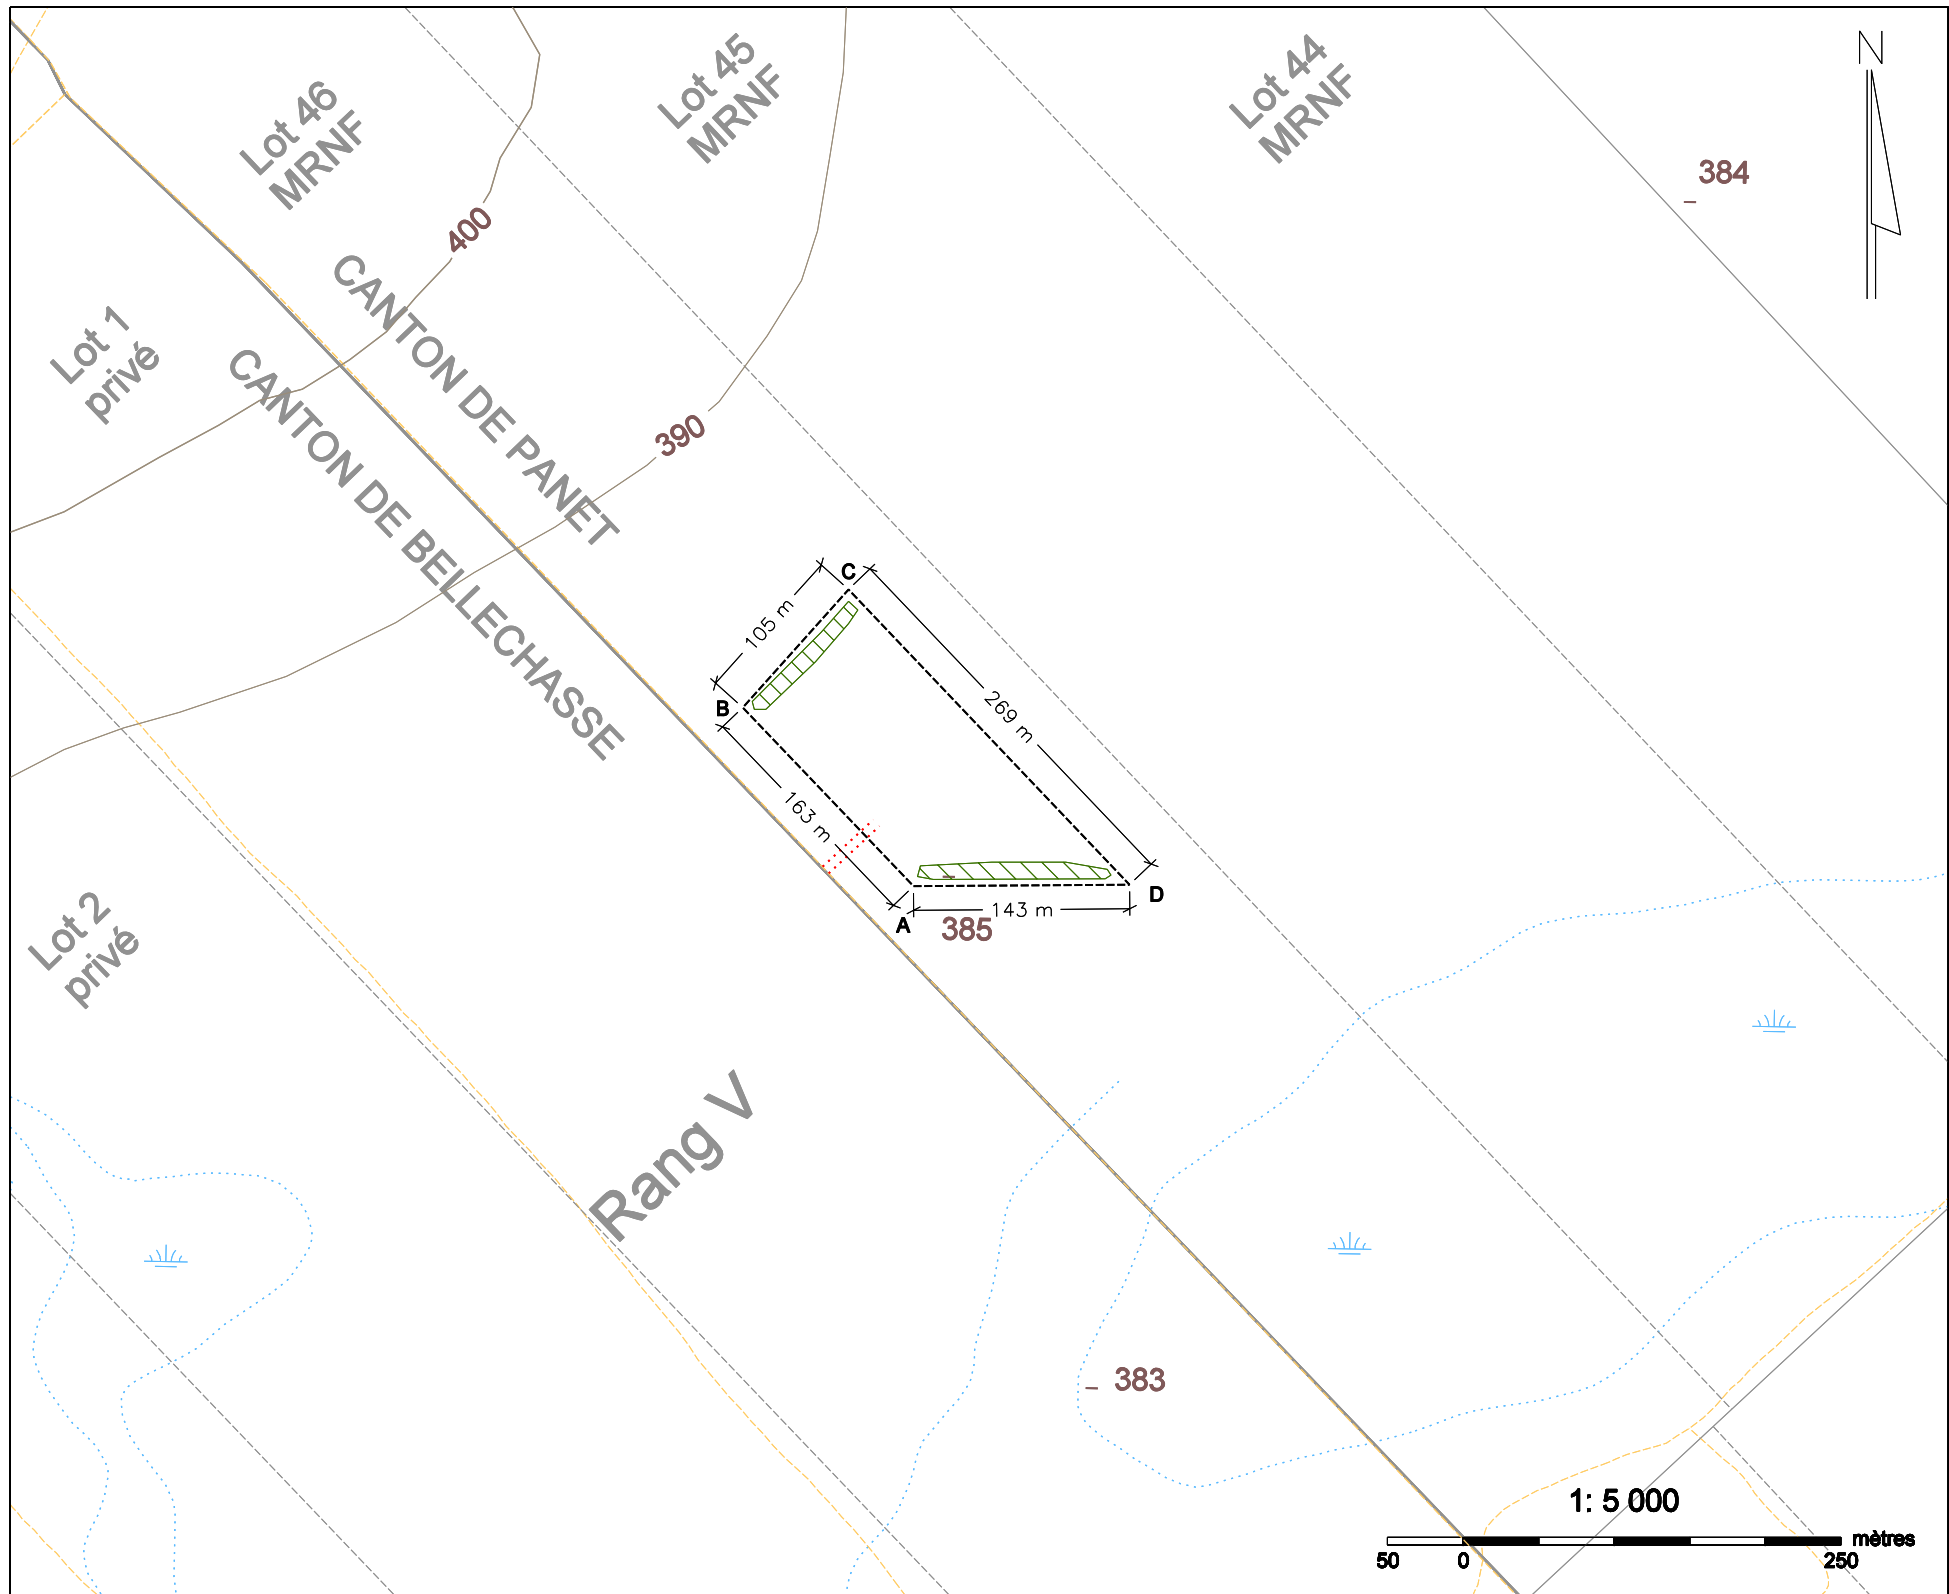 N
Lot 46
MRNF
Lot 45
MRNF
Lot 44
MRNF
384
400
CANTON DE PANET
Lot 1
privé
390
CANTON DE BELLECHASSE
C
105 m
B
269 m
163 m
D
A
143 m
385
Lot 2
privé
Rang V
383
1: 5 000
mètres
50
0
250